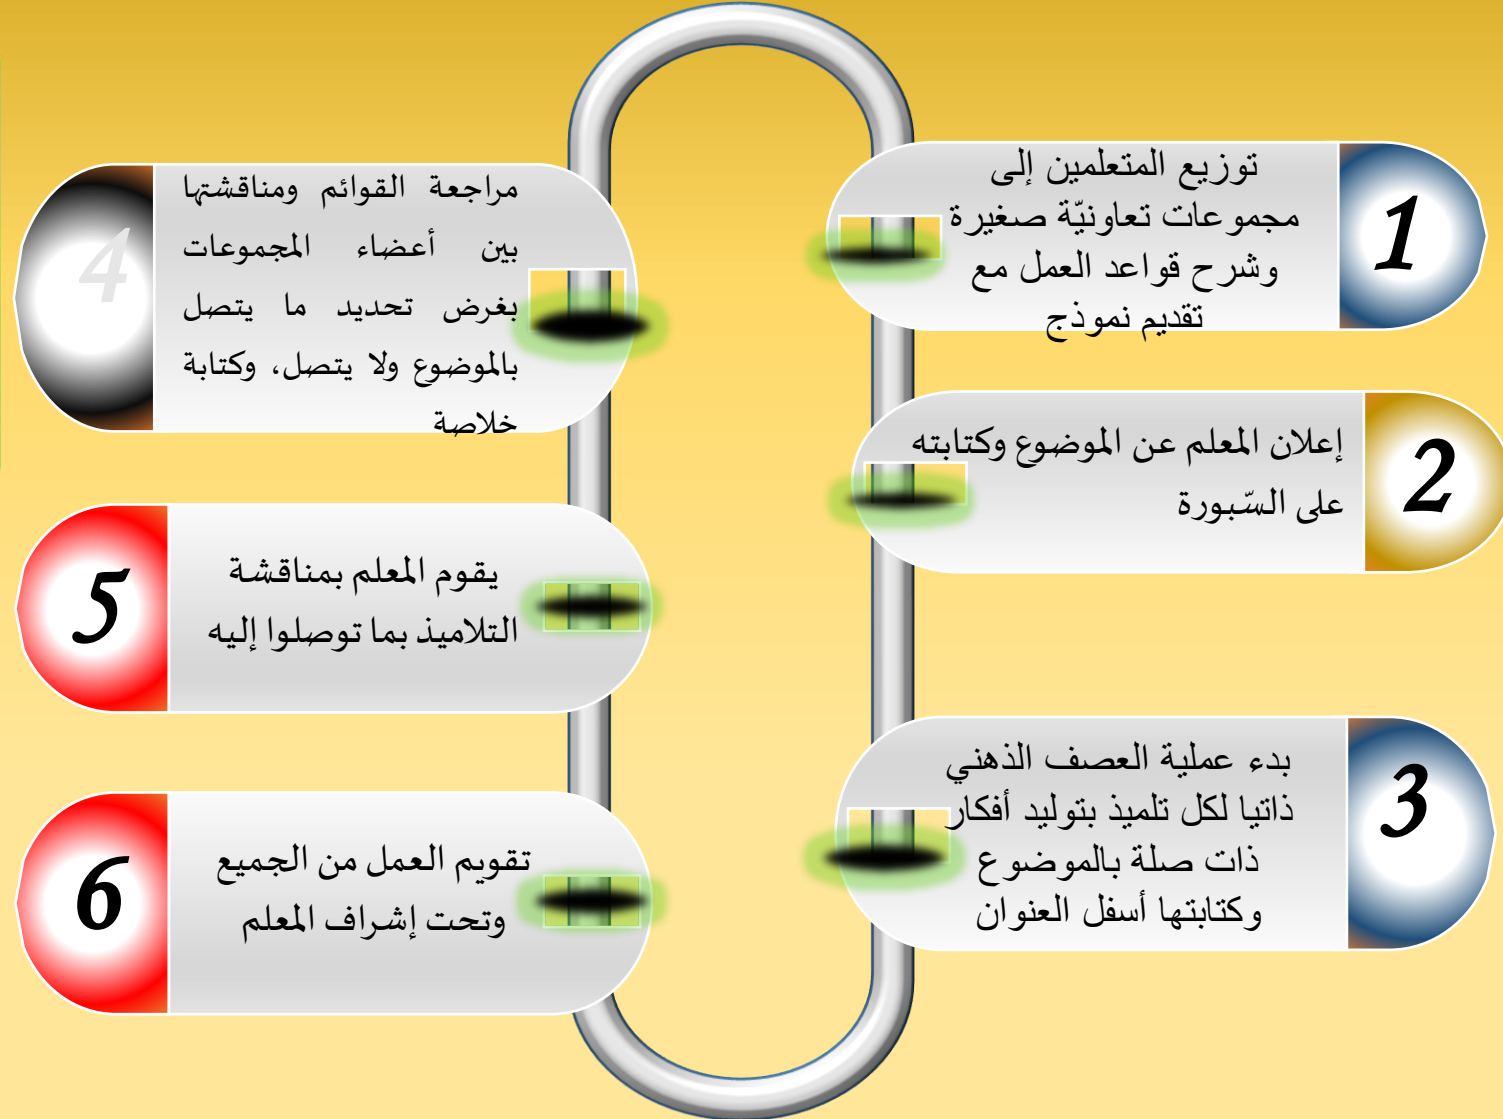 1
توزيع المتعلمين إلى
مجموعات تعاونيّة صغيرة
وشرح قواعد العمل مع
تقديم نموذج
2
إعلان المعلم عن الموضوع وكتابته
على السّبورة
3
بدء عملية العصف الذهني
ذاتيا لكل تلميذ بتوليد أفكار
ذات صلة بالموضوع
وكتابتها أسفل العنوان
4
مراجعة القوائم ومناقشتها
بين أعضاء المجموعات
بغرض تحديد ما يتصل
بالموضوع ولا يتصل، وكتابة
خلاصة
5
يقوم المعلم بمناقشة
التلاميذ بما توصلوا إليه
6
تقويم العمل من الجميع
وتحت إشراف المعلم